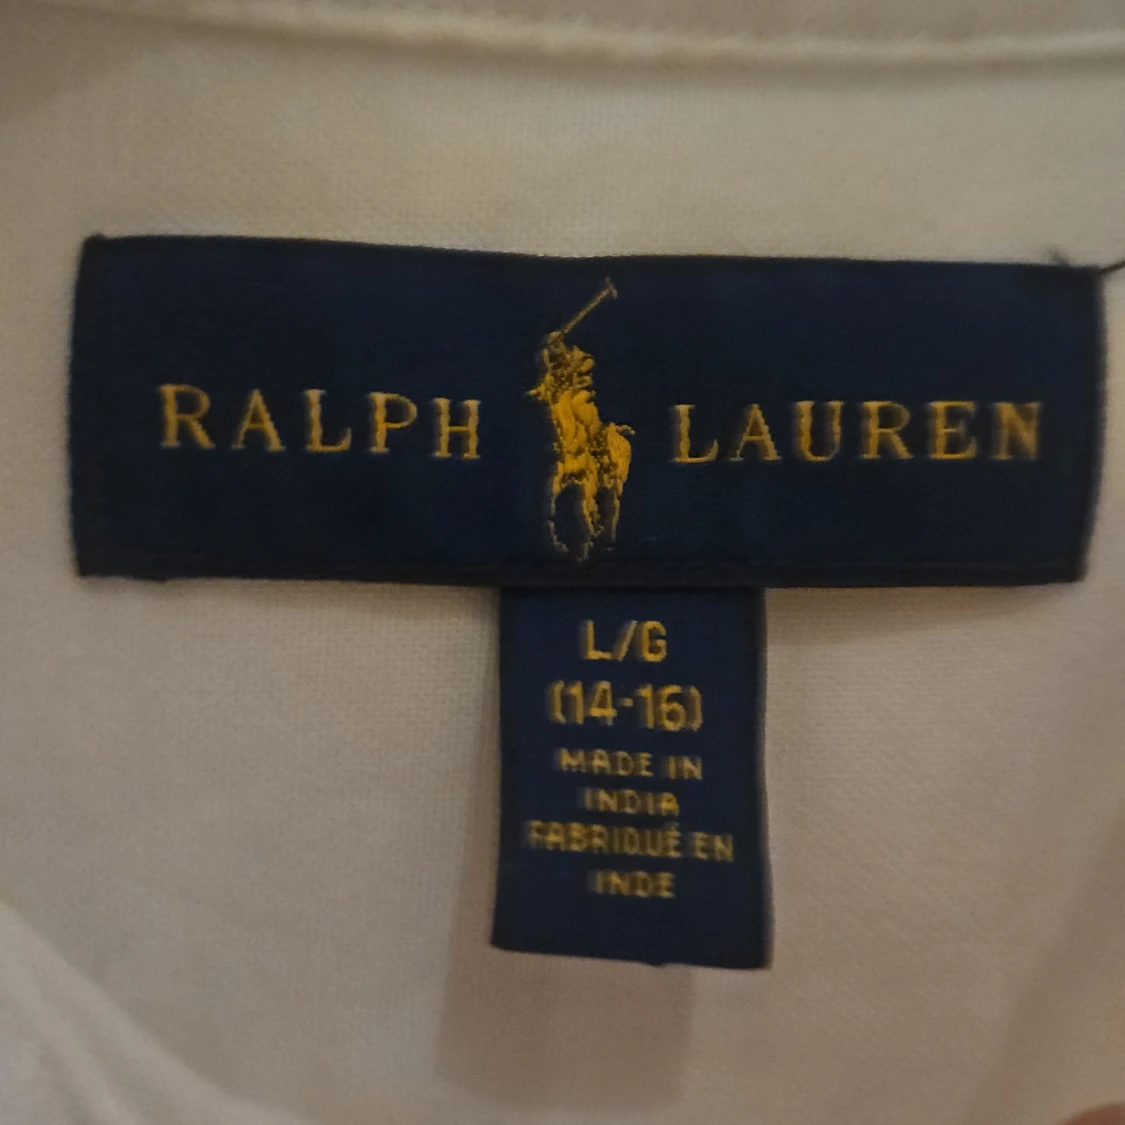 RALPH LAUREN
L/G
(14-16)
MADE IN
INDIA
FABRIQUÉ EN
INDE